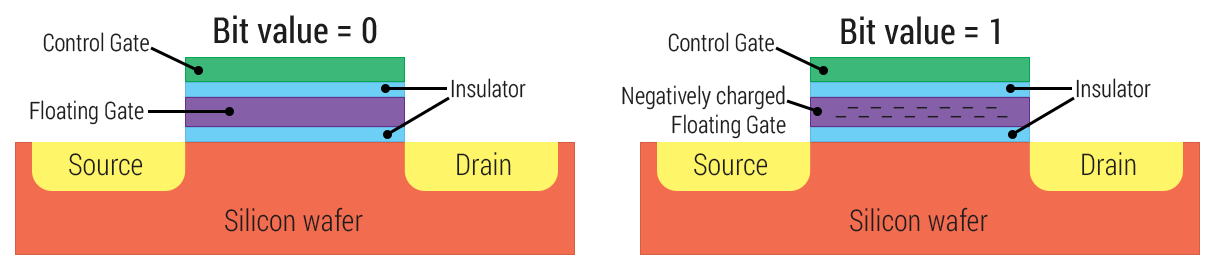 Bit value = 0
Control Gate
Insulator
Floating Gate
Source
Drain
Silicon wafer
Bit value = 1
Control Gate
Negatively charged
Floating Gate
Insulator
Source
Drain
Silicon wafer